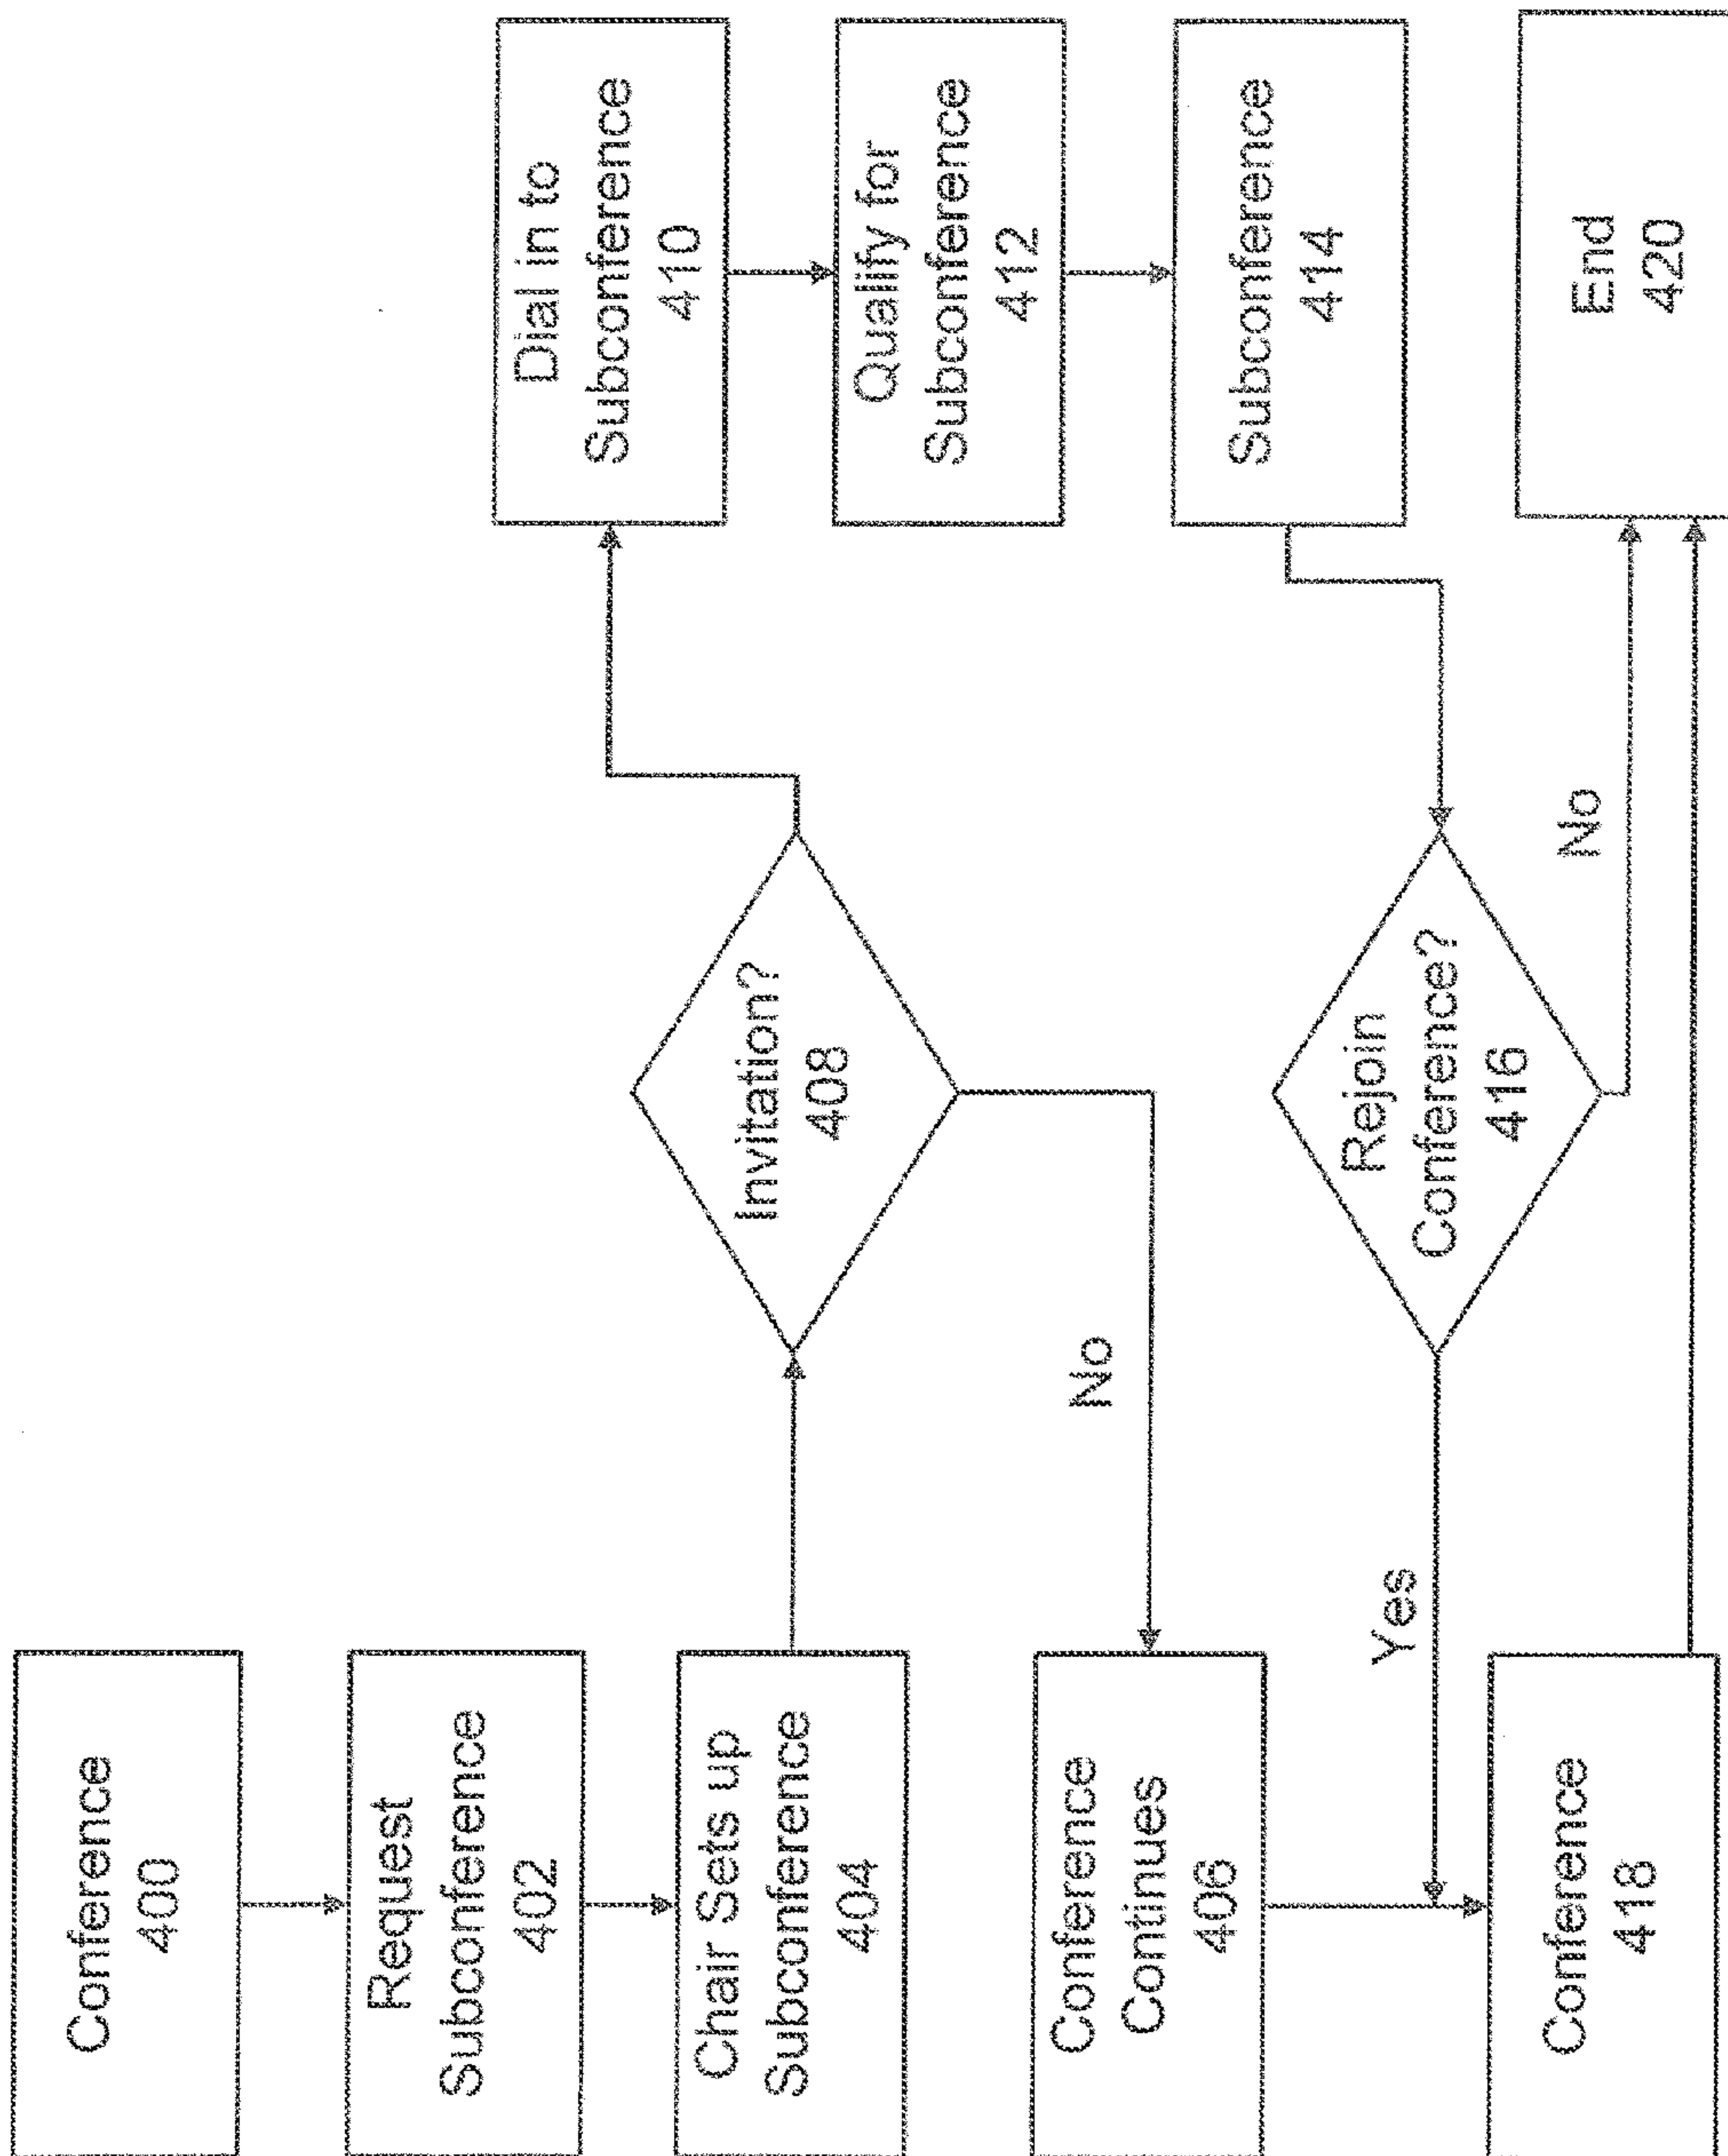 Conference
400
Request
Subconference
402
Chair Sets up
Subconference
404
Conference
Continues
406
Invitation?
408
No
Dial in to
Subconference
410
Qualify for
Subconference
412
Subconference
414
Rejoin
Conference?
416
Yes
No
Conference
418
End
420